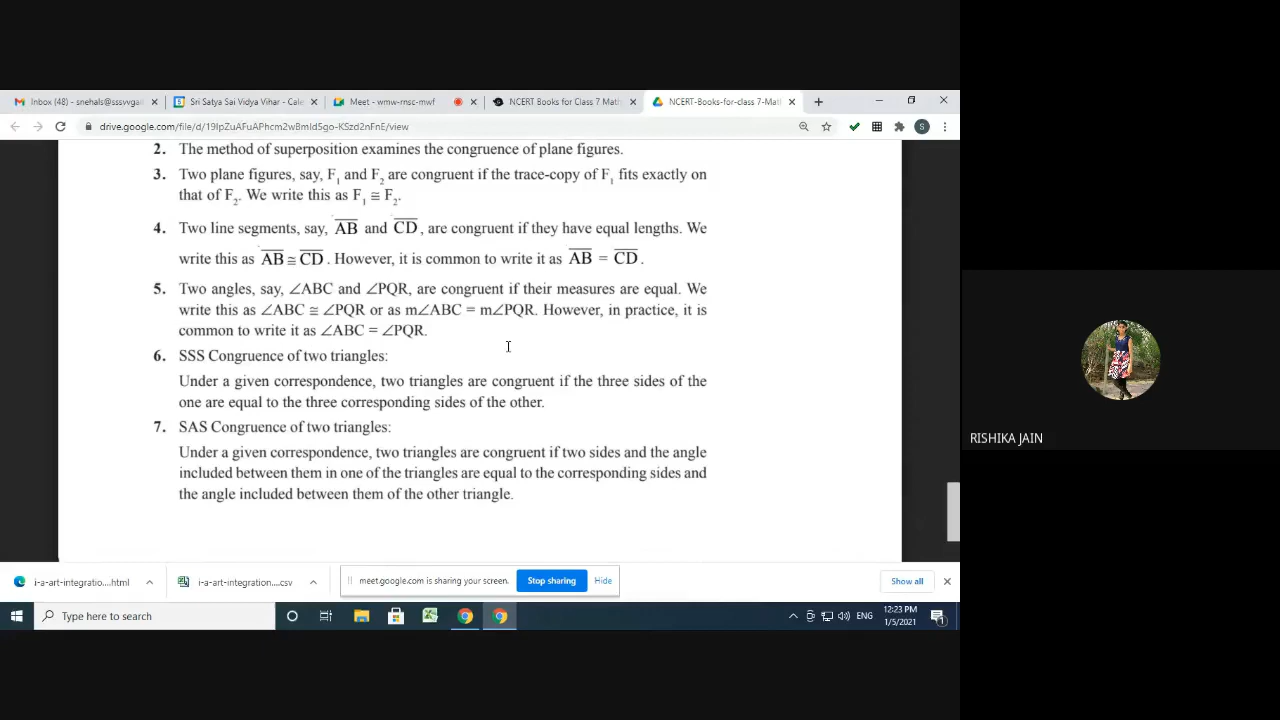 Inbox (48) - snehals@sssvvgai
Sri Satya Sai Vidya Vihar - Cale
Meet - wmw-rnsc-mwf
NCERT Books for Class 7 Math
NCERT-Books-for-class 7-Math
drive.google.com/file/d/19IpZuAFuAPhcm2wBmId5go-KSzd2nFnE/view
S
2. The method of superposition examines the congruence of plane figures.
3. Two plane figures, say, F₁ and F₂ are congruent if the trace-copy of F₁ fits exactly on
that of F₂. We write this as F₁ ≅ F₂.
4. Two line segments, say, A̅B̅ and C̅D̅, are congruent if they have equal lengths. We
write this as A̅B̅ ≅ C̅D̅. However, it is common to write it as A̅B̅ = C̅D̅.
5. Two angles, say, ∠ABC and ∠PQR, are congruent if their measures are equal. We
write this as ∠ABC ≅ ∠PQR or as m∠ABC = m∠PQR. However, in practice, it is
common to write it as ∠ABC = ∠PQR.
6. SSS Congruence of two triangles:
Under a given correspondence, two triangles are congruent if the three sides of the
one are equal to the three corresponding sides of the other.
7. SAS Congruence of two triangles:
Under a given correspondence, two triangles are congruent if two sides and the angle
included between them in one of the triangles are equal to the corresponding sides and
the angle included between them of the other triangle.
RISHIKA JAIN
i-a-art-integratio....html
i-a-art-integration....csv
meet.google.com is sharing your screen.
Stop sharing
Hide
Show all
Type here to search
ENG
12:23 PM
1/5/2021
1